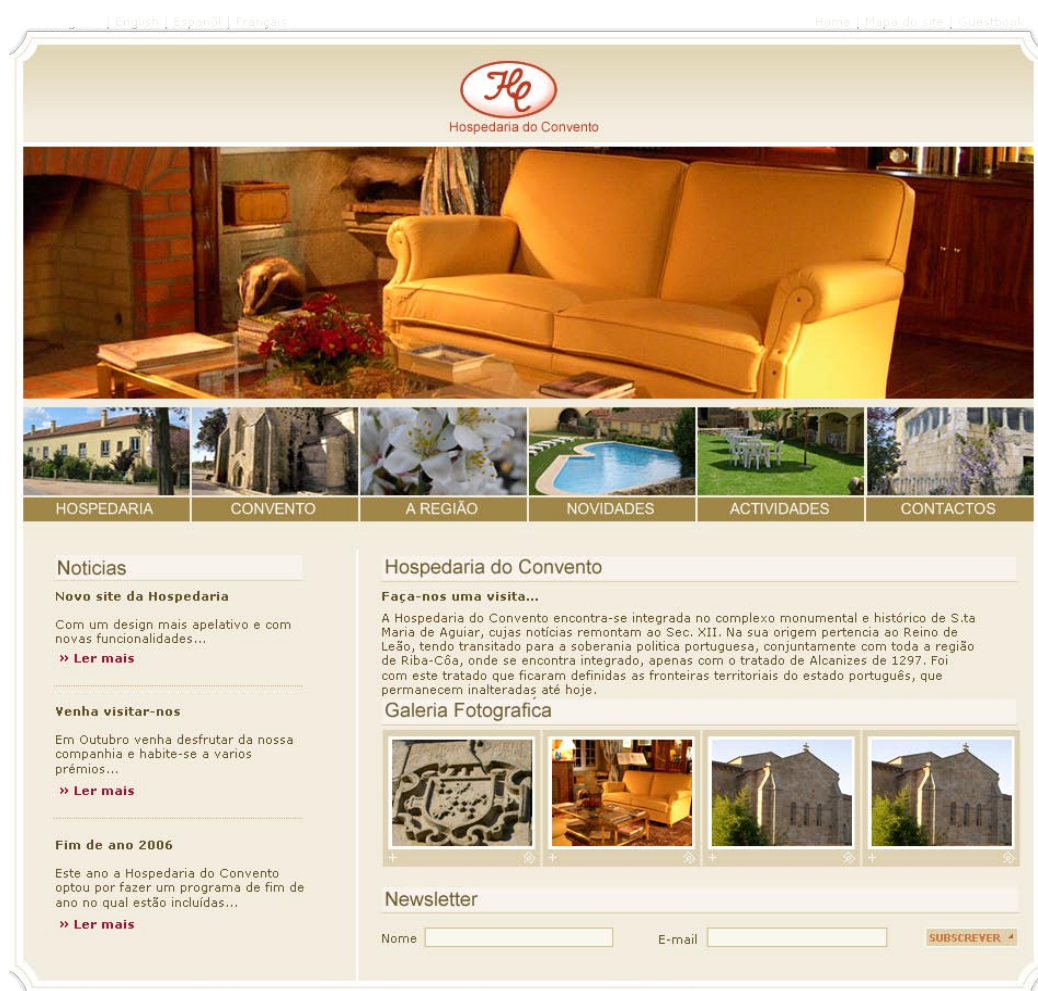 | English | Espanõl | Français
Home | Mapa do site | Guestbook
HC
Hospedaria do Convento
HOSPEDARIA
CONVENTO
A REGIÃO
NOVIDADES
ACTIVIDADES
CONTACTOS
Noticias
Novo site da Hospedaria
Com um design mais apelativo e com
novas funcionalidades...
» Ler mais
Venha visitar-nos
Em Outubro venha desfrutar da nossa
companhia e habite-se a varios
prémios...
» Ler mais
Fim de ano 2006
Este ano a Hospedaria do Convento
optou por fazer um programa de fim de
ano no qual estão incluídas...
» Ler mais
Hospedaria do Convento
Faça-nos uma visita...
A Hospedaria do Convento encontra-se integrada no complexo monumental e histórico de S.ta
Maria de Aguiar, cujas notícias remontam ao Sec. XII. Na sua origem pertencia ao Reino de
Leão, tendo transitado para a soberania politica portuguesa, conjuntamente com toda a região
de Riba-Côa, onde se encontra integrado, apenas com o tratado de Alcanizes de 1297. Foi
com este tratado que ficaram definidas as fronteiras territoriais do estado português, que
permanecem inalteradas até hoje.
Galeria Fotografica
Newsletter
Nome
E-mail
SUBSCREVER